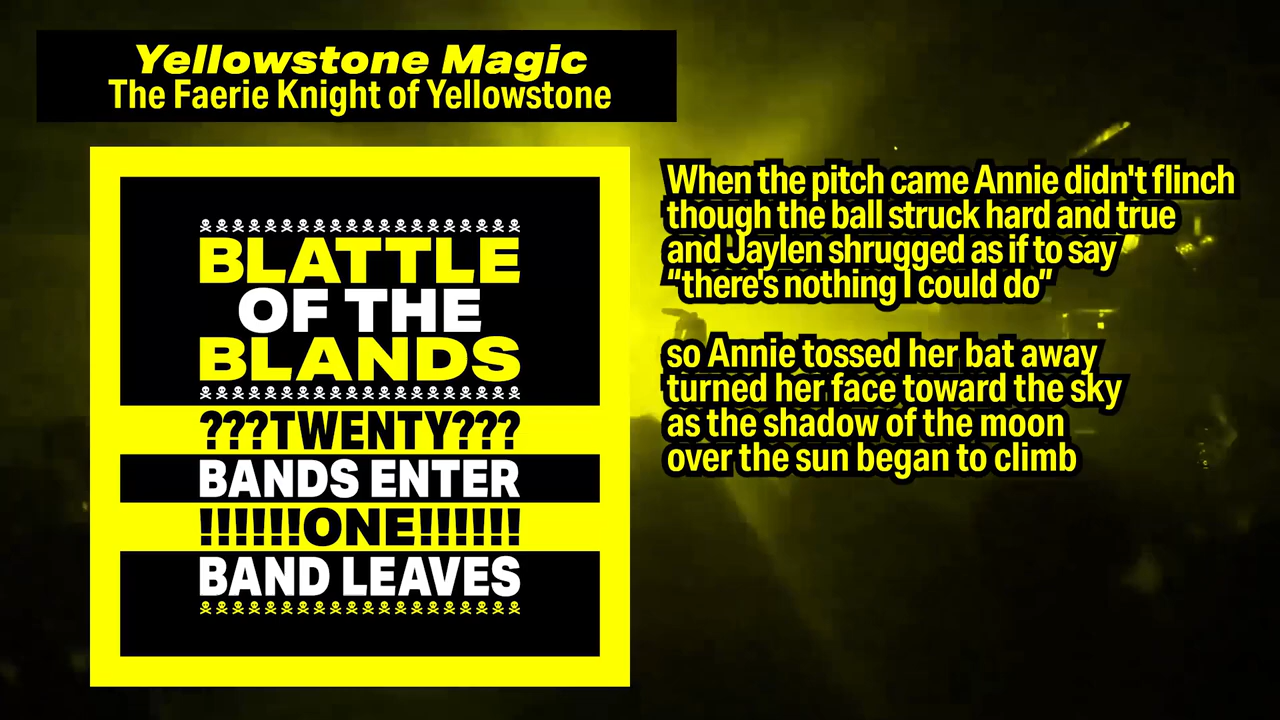 Yellowstone Magic
The Faerie Knight of Yellowstone
BLATTLE
OF THE
BLANDS
???TWENTY???
BANDS ENTER
!!!!!!ONE!!!!!!
BAND LEAVES
When the pitch came Annie didn't flinch
though the ball struck hard and true
and Jaylen shrugged as if to say
“there's nothing I could do”
so Annie tossed her bat away
turned her face toward the sky
as the shadow of the moon
over the sun began to climb